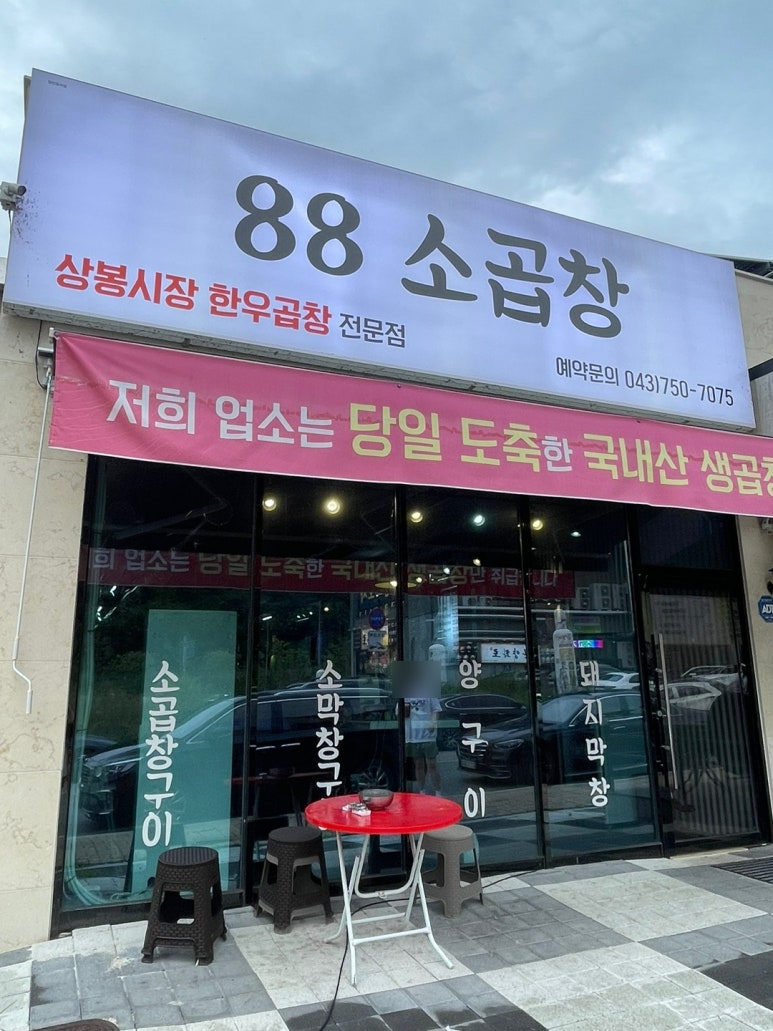 88 소곱창
상봉시장 한우곱창 전문점
예약문의 043)750-7075
저희 업소는 당일 도축한 국내산 생곱창
소곱창구이
소막창구
양구이
돼지막창